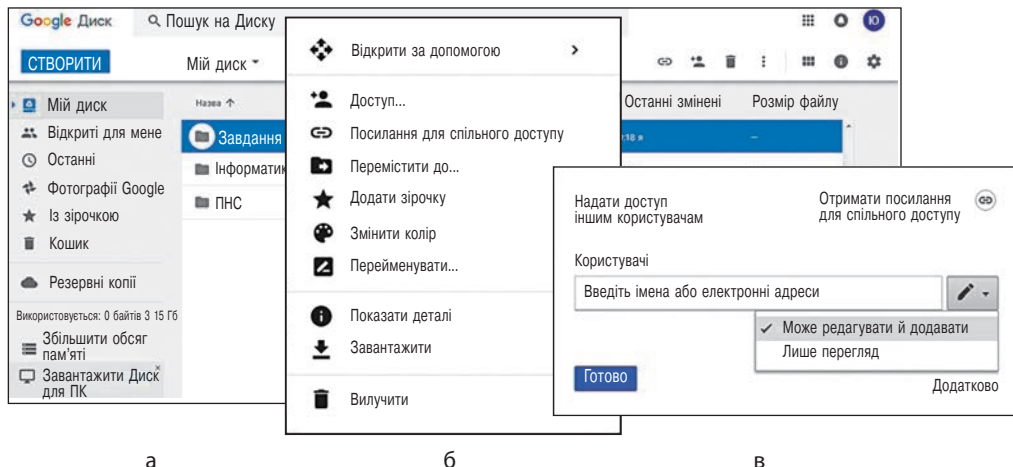 Google Диск
Пошук на Диску
Ю
СТВОРИТИ
Мій диск
Мій диск
Відкриті для мене
Останні
Фотографії Google
Із зірочкою
Кошик
Резервні копії
Використовується: 0 байтів З 15 Гб
Збільшити обсяг
пам'яті
Завантажити Диск
для ПК
Назва ↑
Останні змінені
Розмір файлу
Завдання
Інформатик
ПНС
Відкрити за допомогою
Доступ...
Посилання для спільного доступу
Перемістити до...
Додати зірочку
Змінити колір
Перейменувати...
Показати деталі
Завантажити
Вилучити
Надати доступ
іншим користувачам
Отримати посилання
для спільного доступу
Користувачі
Введіть імена або електронні адреси
Може редагувати й додавати
Лише перегляд
Готово
Додатково
а
б
в